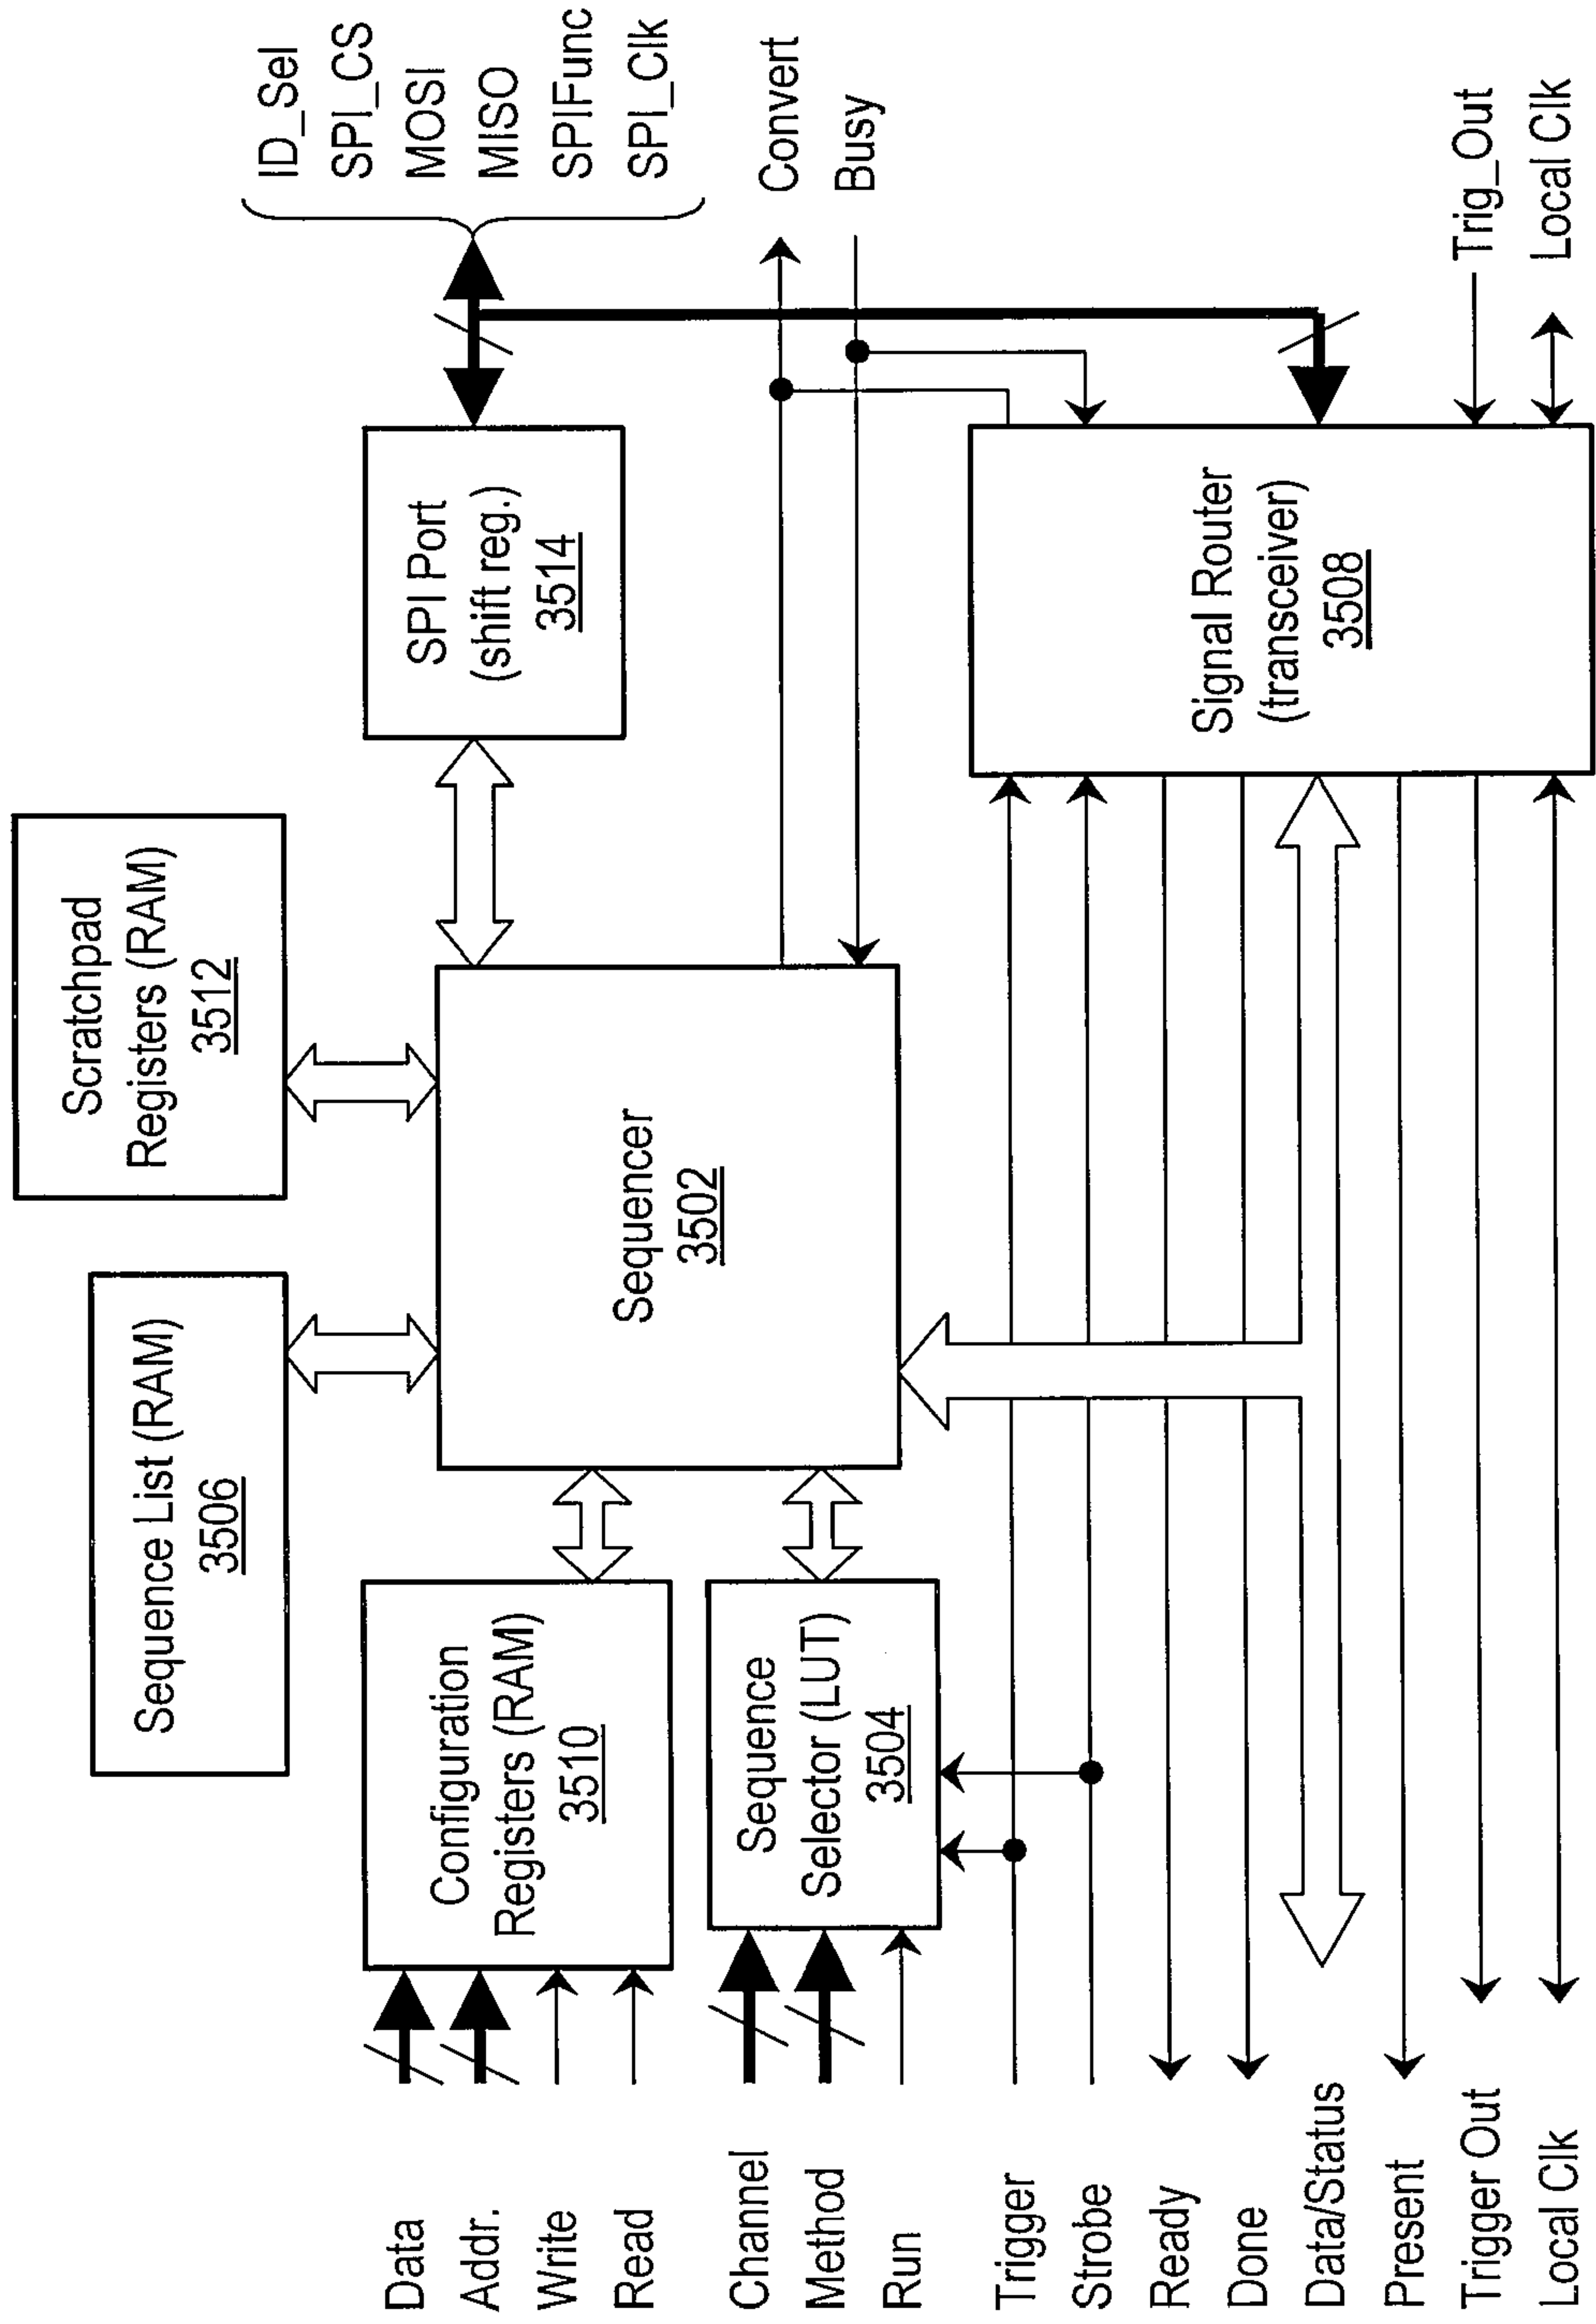 Scratchpad
Registers (RAM)
3512
Sequence List (RAM)
3506
ID_Sel
SPI_CS
MOSI
MISO
SPIFunc
SPI_Clk
SPI Port
(shift reg.)
3514
Configuration
Registers (RAM)
3510
Sequencer
3502
Sequence
Selector (LUT)
3504
Convert
Busy
Data
Addr.
Write
Read
Channel
Method
Run
Signal Router
(transceiver)
3508
Trigger
Strobe
Ready
Done
Data/Status
Present
Trigger Out
Local Clk
Trig_Out
Local Clk